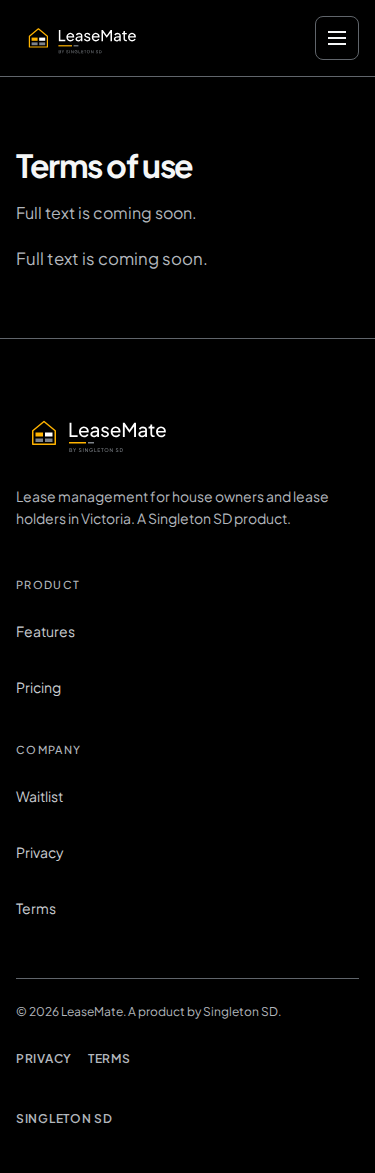 LeaseMate
BY SINGLETON SD
Terms of use
Full text is coming soon.
Full text is coming soon.
LeaseMate
BY SINGLETON SD
Lease management for house owners and lease
holders in Victoria. A Singleton SD product.
PRODUCT
Features
Pricing
COMPANY
Waitlist
Privacy
Terms
© 2026 LeaseMate. A product by Singleton SD.
PRIVACY TERMS
SINGLETON SD